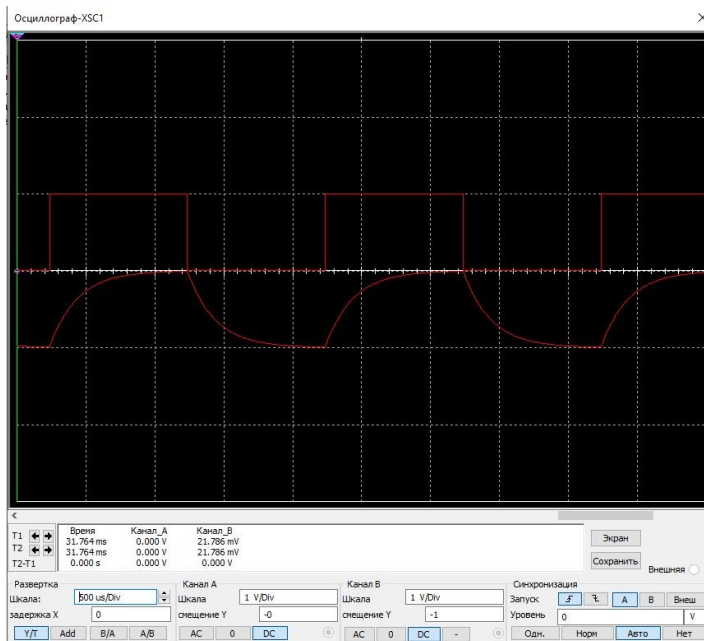 Осциллограф-XSC1
Время Канал_A Канал_B
T1 31.764 ms 0.000 V 21.786 mV
T2 31.764 ms 0.000 V 21.786 mV
T2-T1 0.000 s 0.000 V 0.000 V
Экран
Сохранить
Внешняя
Развертка
Шкала: 500 us/Div
задержка X 0
Y/T Add B/A A/B
Канал A
Шкала 1 V/Div
смещение Y -0
AC 0 DC
Канал B
Шкала 1 V/Div
смещение Y -1
AC 0 DC -
Синхронизация
Запуск A B Внеш
Уровень 0 V
Одн. Норм Авто Нет